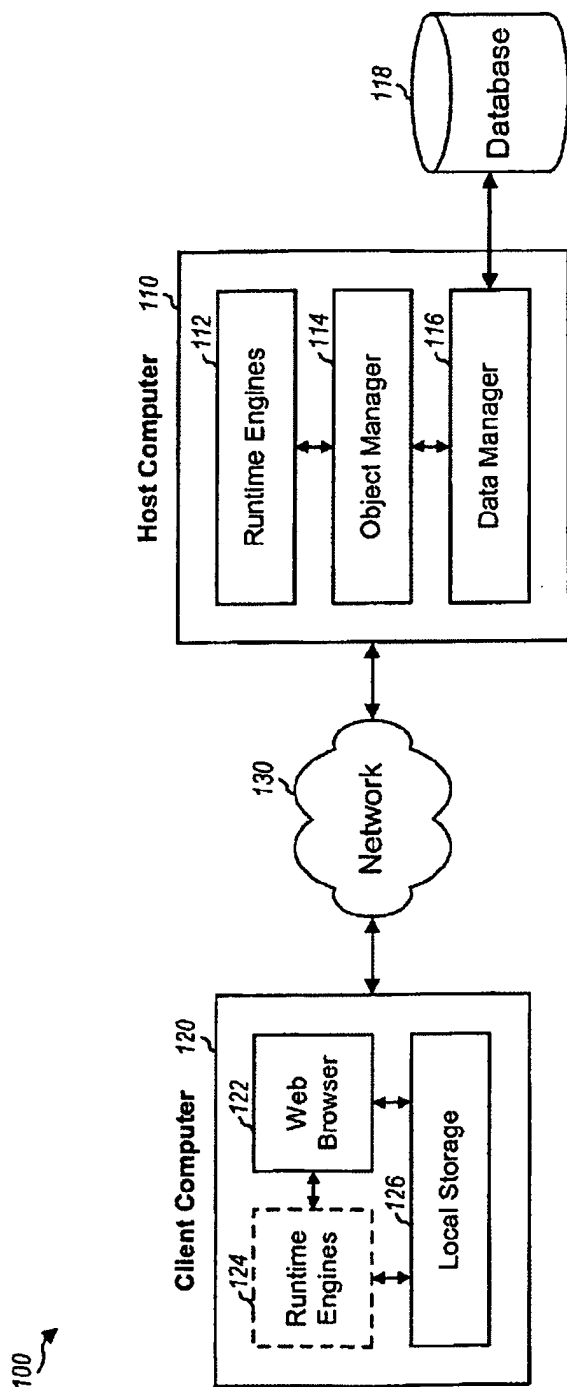 100
Client Computer
120
124
Runtime
Engines
122
Web
Browser
126
Local Storage
130
Network
Host Computer
110
112
Runtime Engines
114
Object Manager
116
Data Manager
118
Database